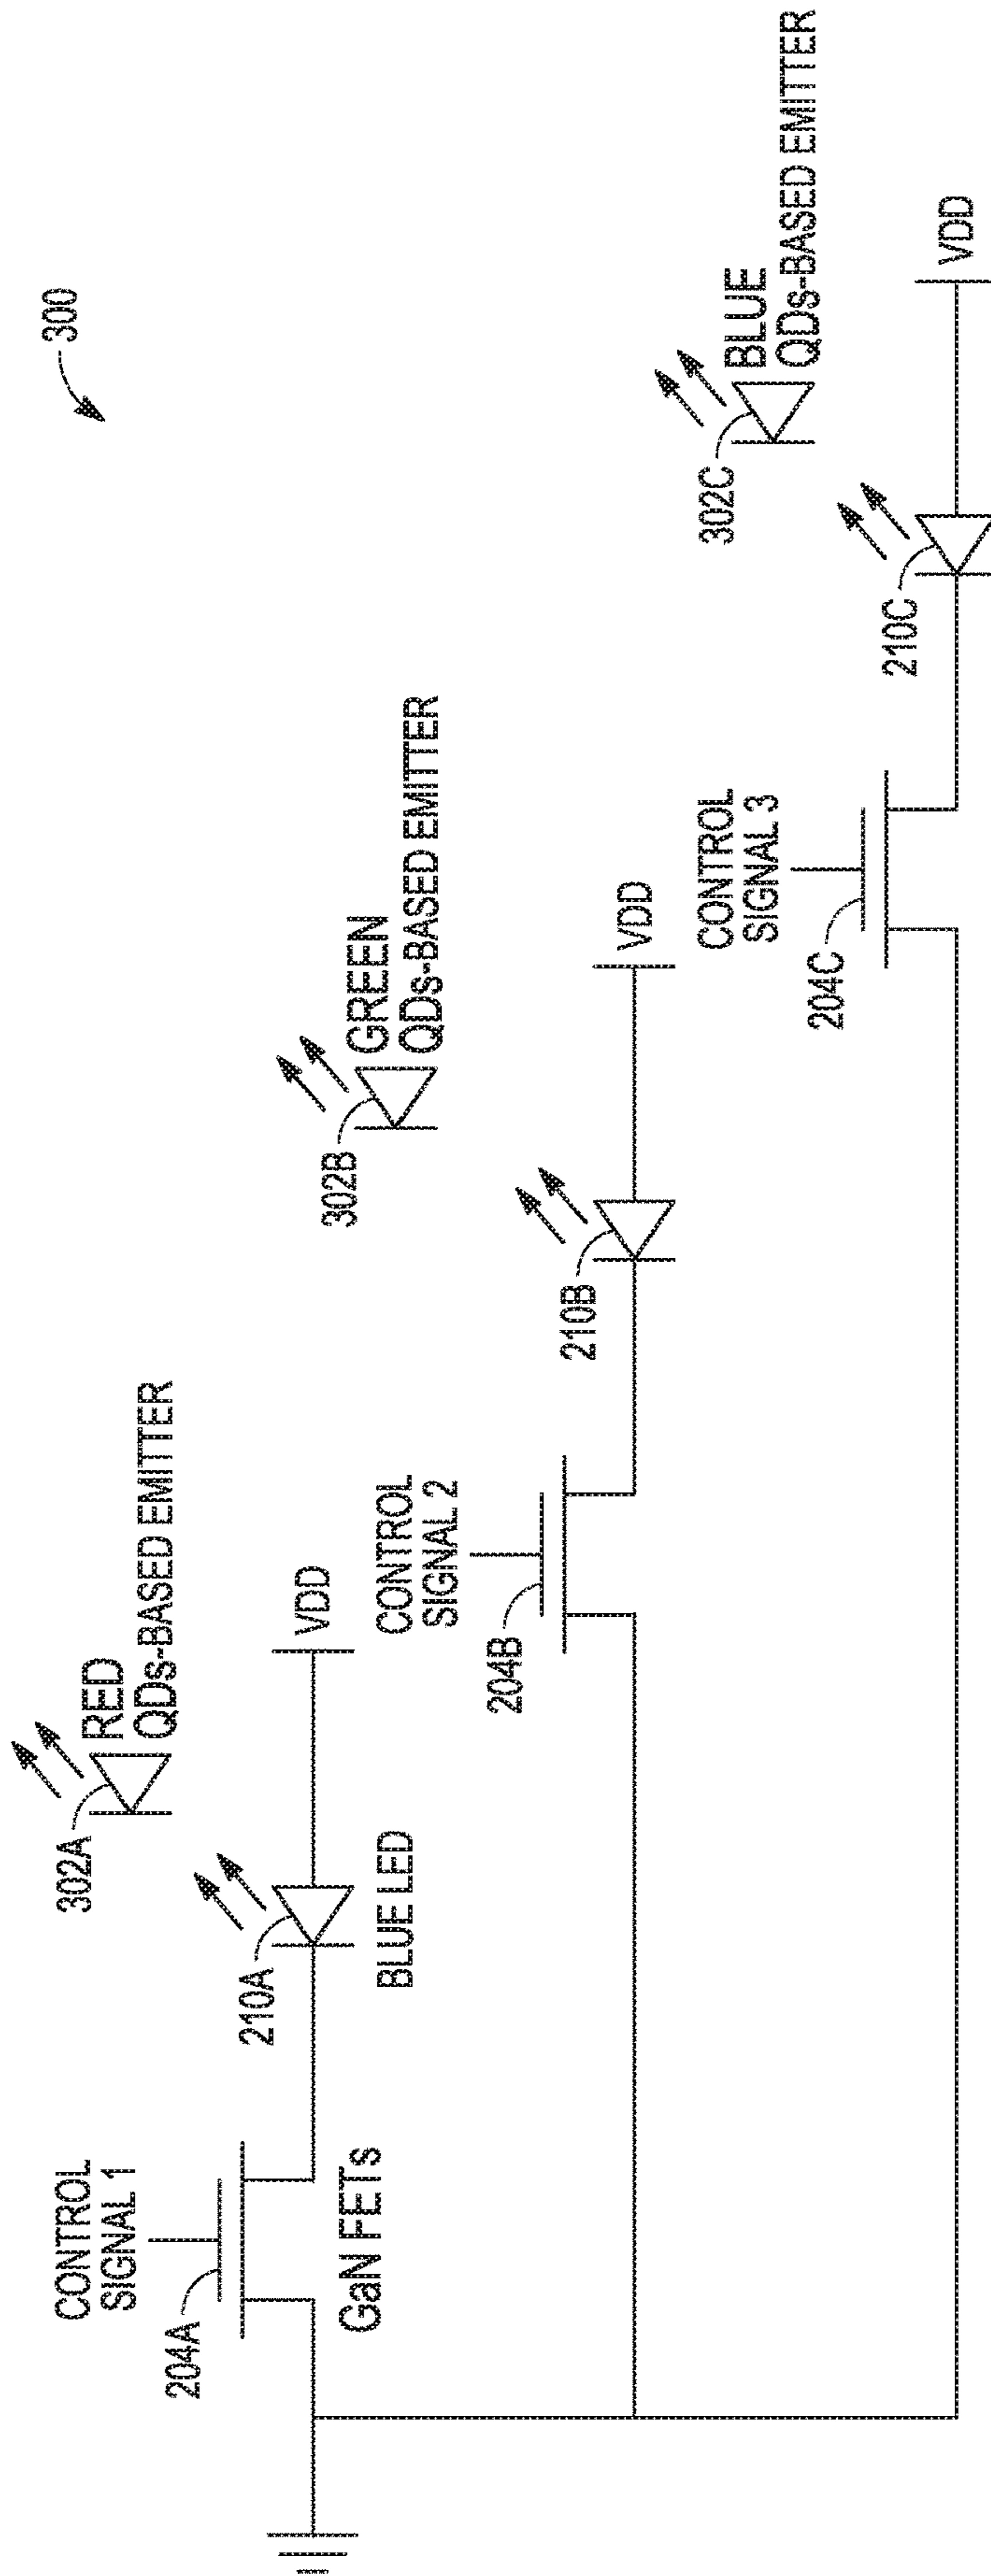 300
CONTROL
SIGNAL 1
204A
GaN FETs
302A
RED
QDs-BASED EMITTER
210A
BLUE LED
VDD
CONTROL
SIGNAL 2
204B
302B
GREEN
QDs-BASED EMITTER
210B
VDD
CONTROL
SIGNAL 3
204C
302C
BLUE
QDs-BASED EMITTER
210C
VDD